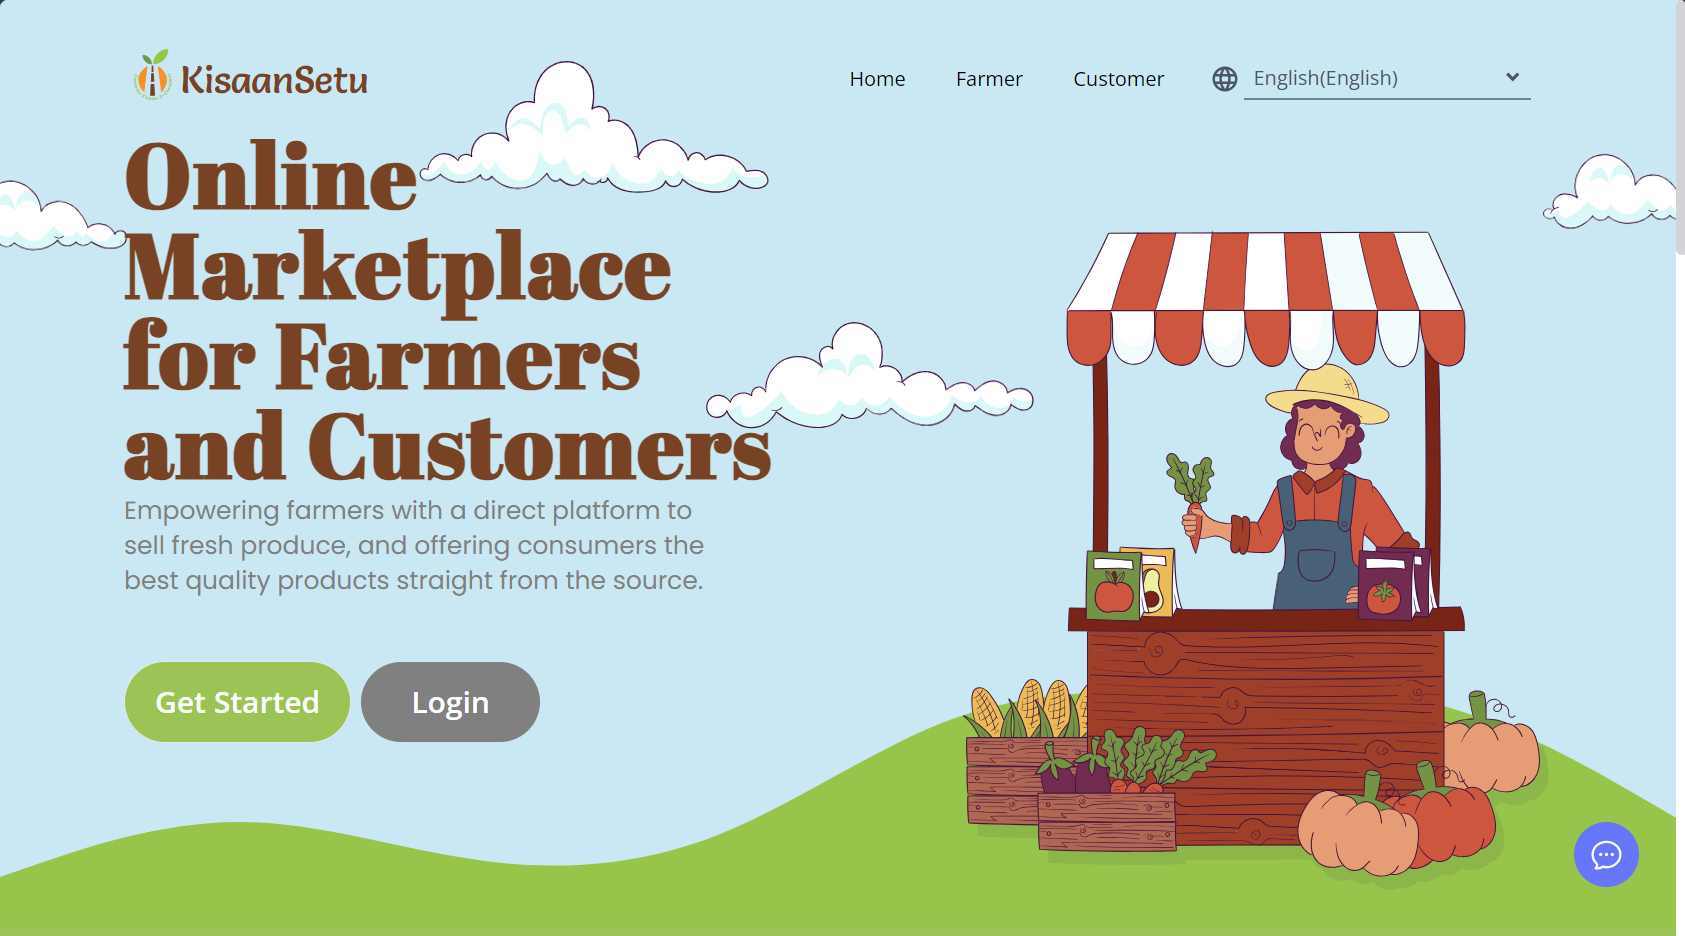 KisaanSetu
Home
Farmer
Customer
English(English)
Online
Marketplace
for Farmers
and Customers
Empowering farmers with a direct platform to
sell fresh produce, and offering consumers the
best quality products straight from the source.
Get Started
Login